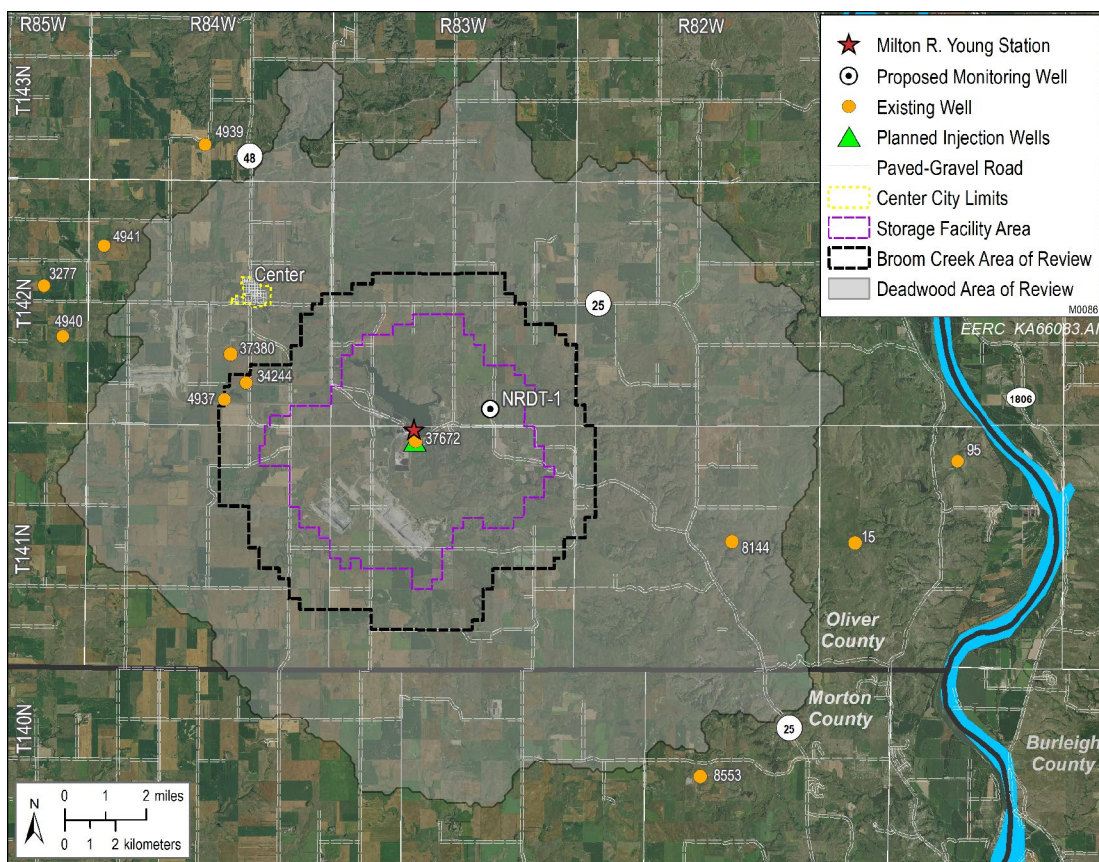 R85W
R84W
R83W
R82W
T143N
T142N
T141N
T140N
Milton R. Young Station
Proposed Monitoring Well
Existing Well
Planned Injection Wells
Paved-Gravel Road
Center City Limits
Storage Facility Area
Broom Creek Area of Review
Deadwood Area of Review
M0086
EERC KA66083.AI
4939
48
4941
3277
Center
4940
25
37380
34244
4937
NRDT-1
37672
1806
95
8144
15
Oliver
County
Morton
County
25
Burleigh
County
8553
N
0 1 2 miles
0 1 2 kilometers